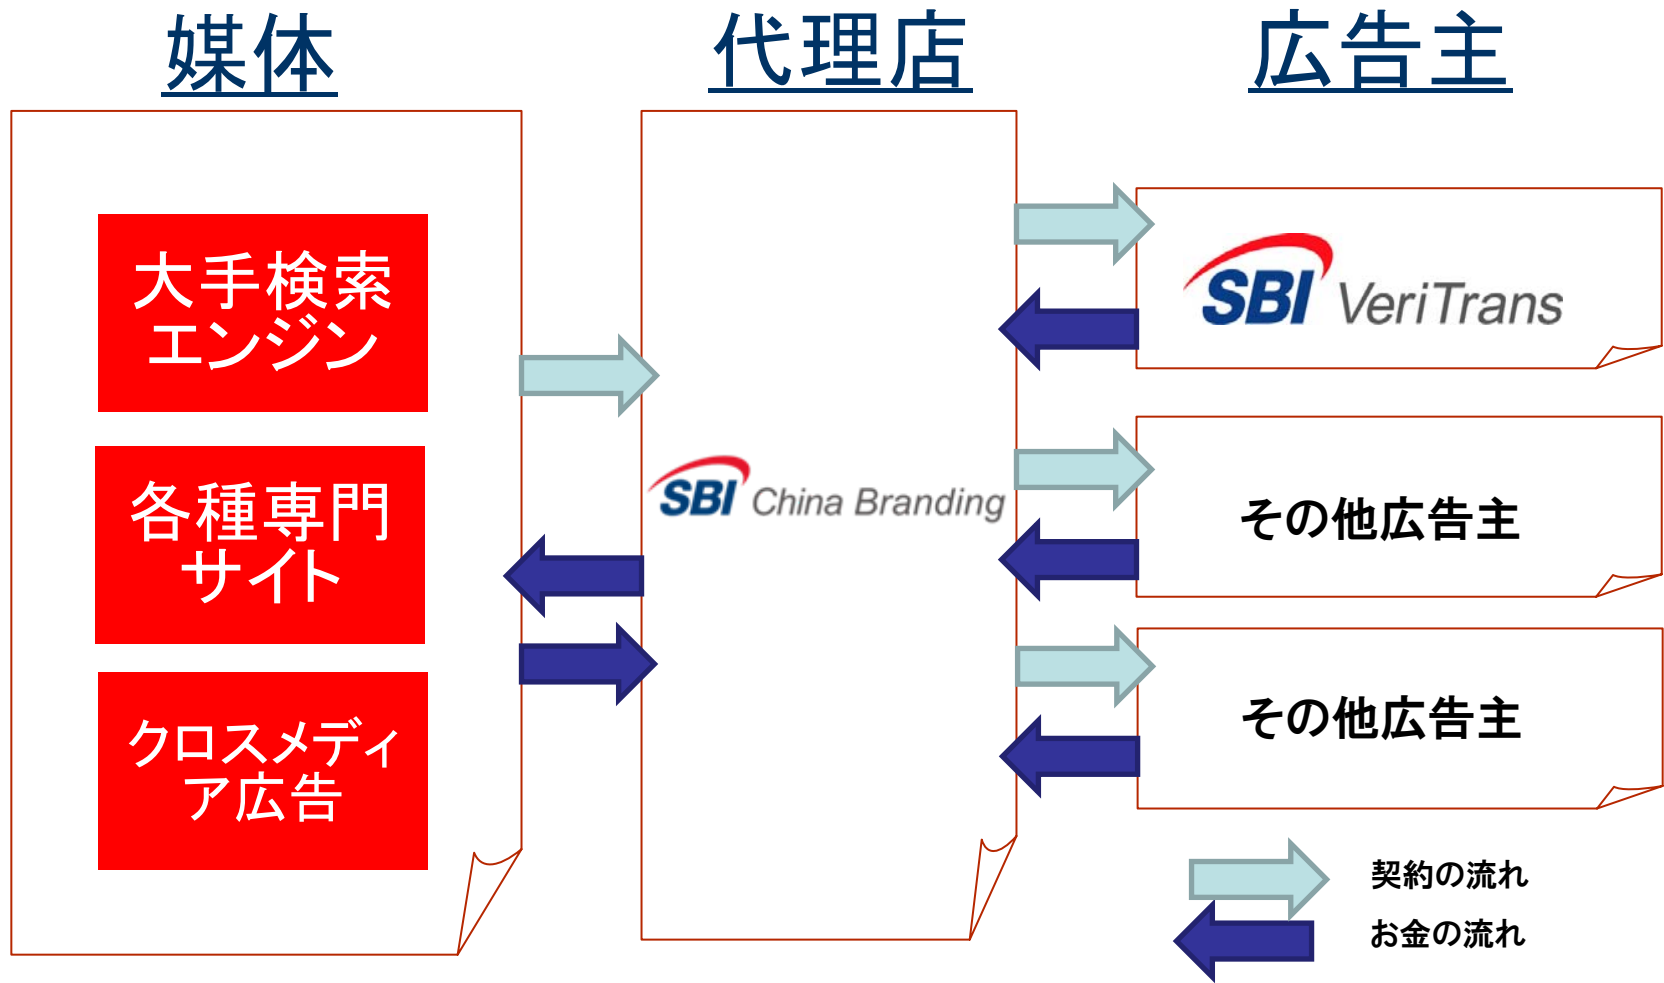 媒体
代理店
広告主
大手検索
エンジン
各種専門
サイト
クロスメディ
ア広告
SBI China Branding
SBI VeriTrans
その他広告主
その他広告主
契約の流れ
お金の流れ